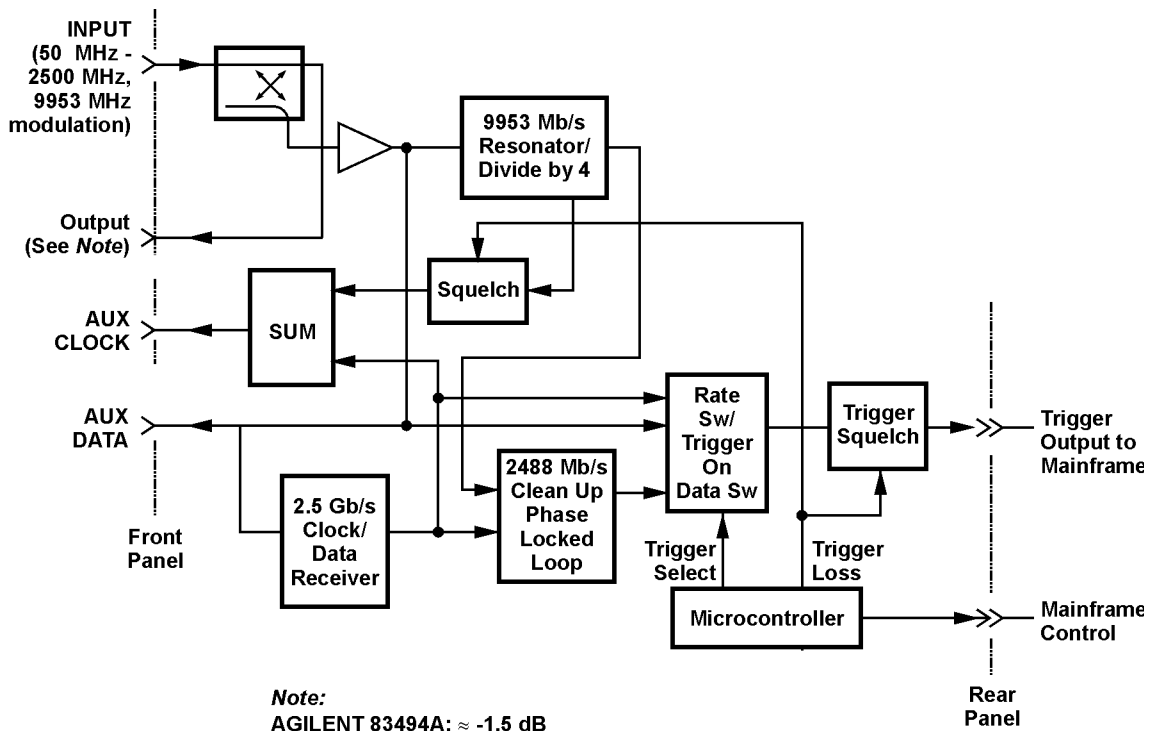 INPUT
(50 MHz -
2500 MHz,
9953 MHz
modulation)
9953 Mb/s
Resonator/
Divide by 4
Output
(See Note)
Squelch
AUX
CLOCK
SUM
AUX
DATA
Rate
Sw/
Trigger
On
Data Sw
Trigger
Squelch
Trigger
Output to
Mainframe
2488 Mb/s
Clean Up
Phase
Locked
Loop
2.5 Gb/s
Clock/
Data
Receiver
Front
Panel
Trigger
Select
Trigger
Loss
Microcontroller
Mainframe
Control
Rear
Panel
Note:
AGILENT 83494A: ≈ -1.5 dB